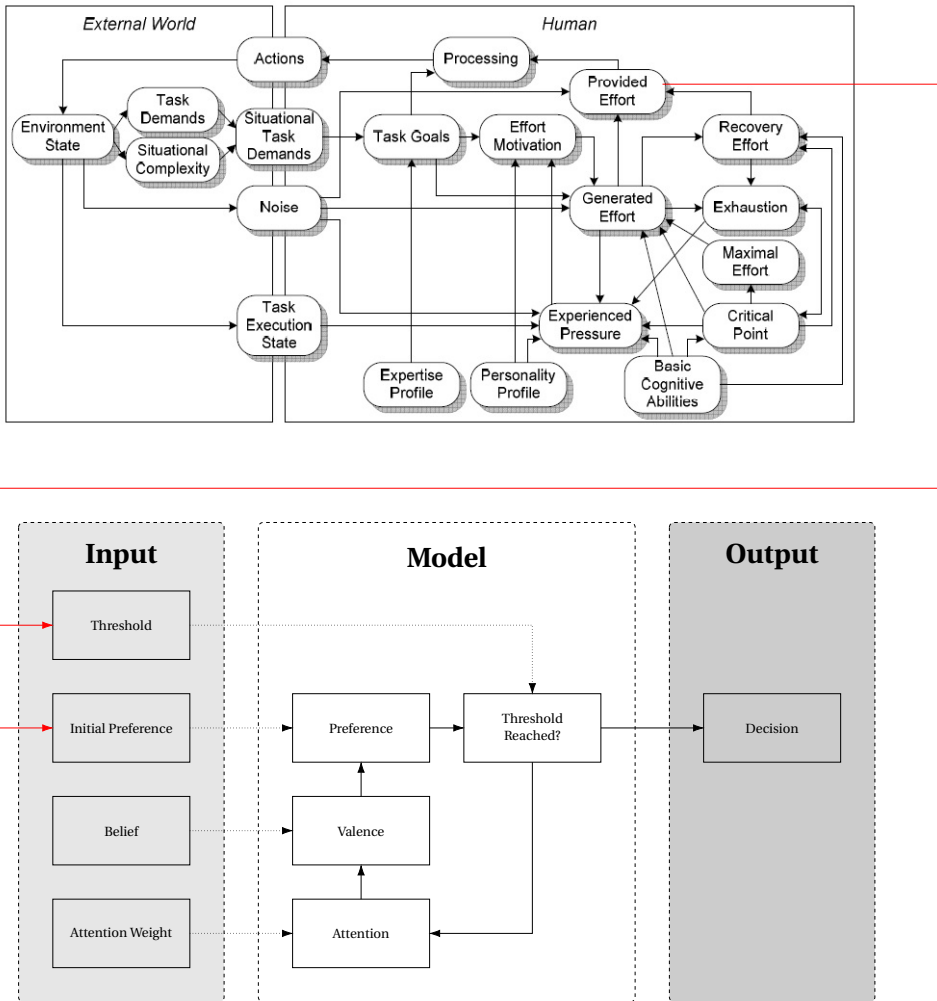 External World
Human
Actions
Processing
Provided
Effort
Task
Demands
Environment
State
Situational
Complexity
Situational
Task
Demands
Task Goals
Effort
Motivation
Recovery
Effort
Noise
Generated
Effort
Exhaustion
Maximal
Effort
Task
Execution
State
Experienced
Pressure
Critical
Point
Expertise
Profile
Personality
Profile
Basic
Cognitive
Abilities
Input
Model
Output
Threshold
Initial Preference
Preference
Threshold
Reached?
Decision
Belief
Valence
Attention Weight
Attention